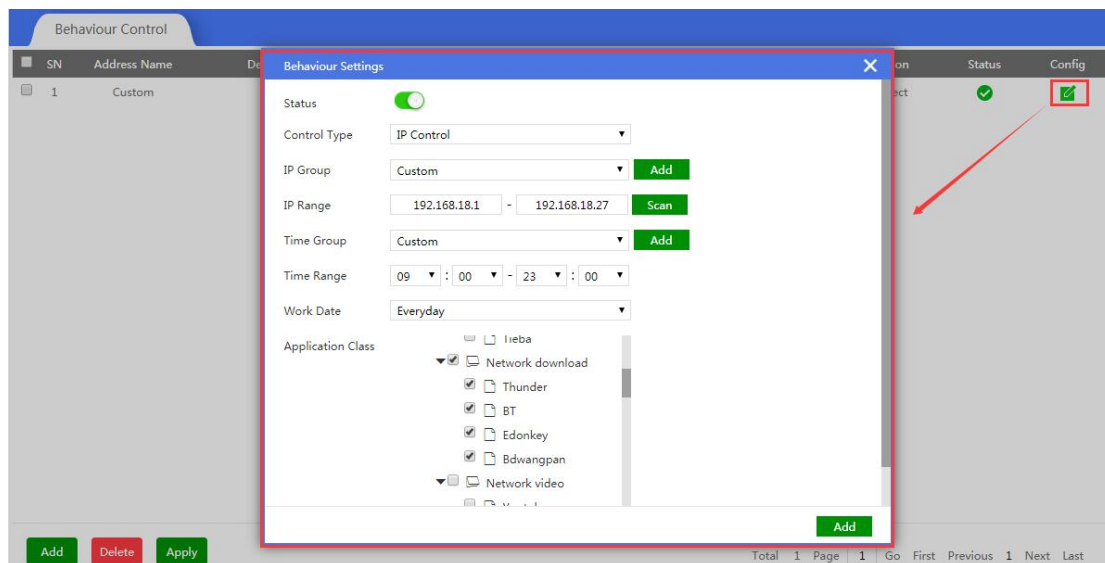 Behaviour Control
SN Address Name De on Status Config
1 Custom ect
Behaviour Settings
Status
Control Type IP Control
IP Group Custom Add
IP Range 192.168.18.1 - 192.168.18.27 Scan
Time Group Custom Add
Time Range 09 : 00 - 23 : 00
Work Date Everyday
Application Class
Tieba
Network download
Thunder
BT
Edonkey
Bdwangpan
Network video
Add
Add Delete Apply
Total 1 Page 1 Go First Previous 1 Next Last